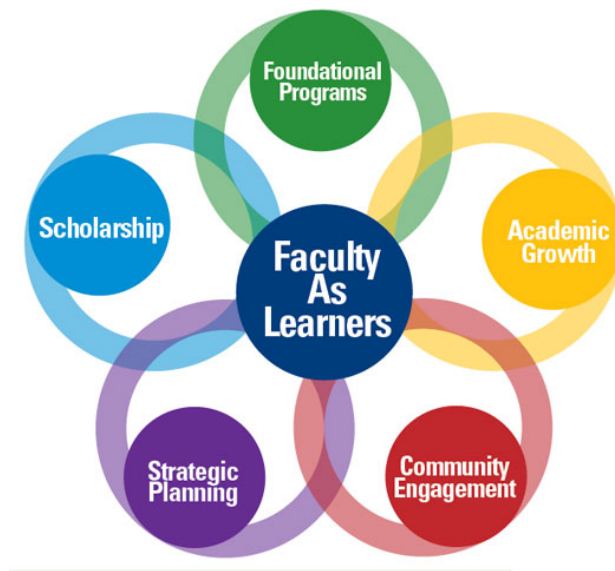 Foundational
Programs
Scholarship
Academic
Growth
Faculty
As
Learners
Strategic
Planning
Community
Engagement